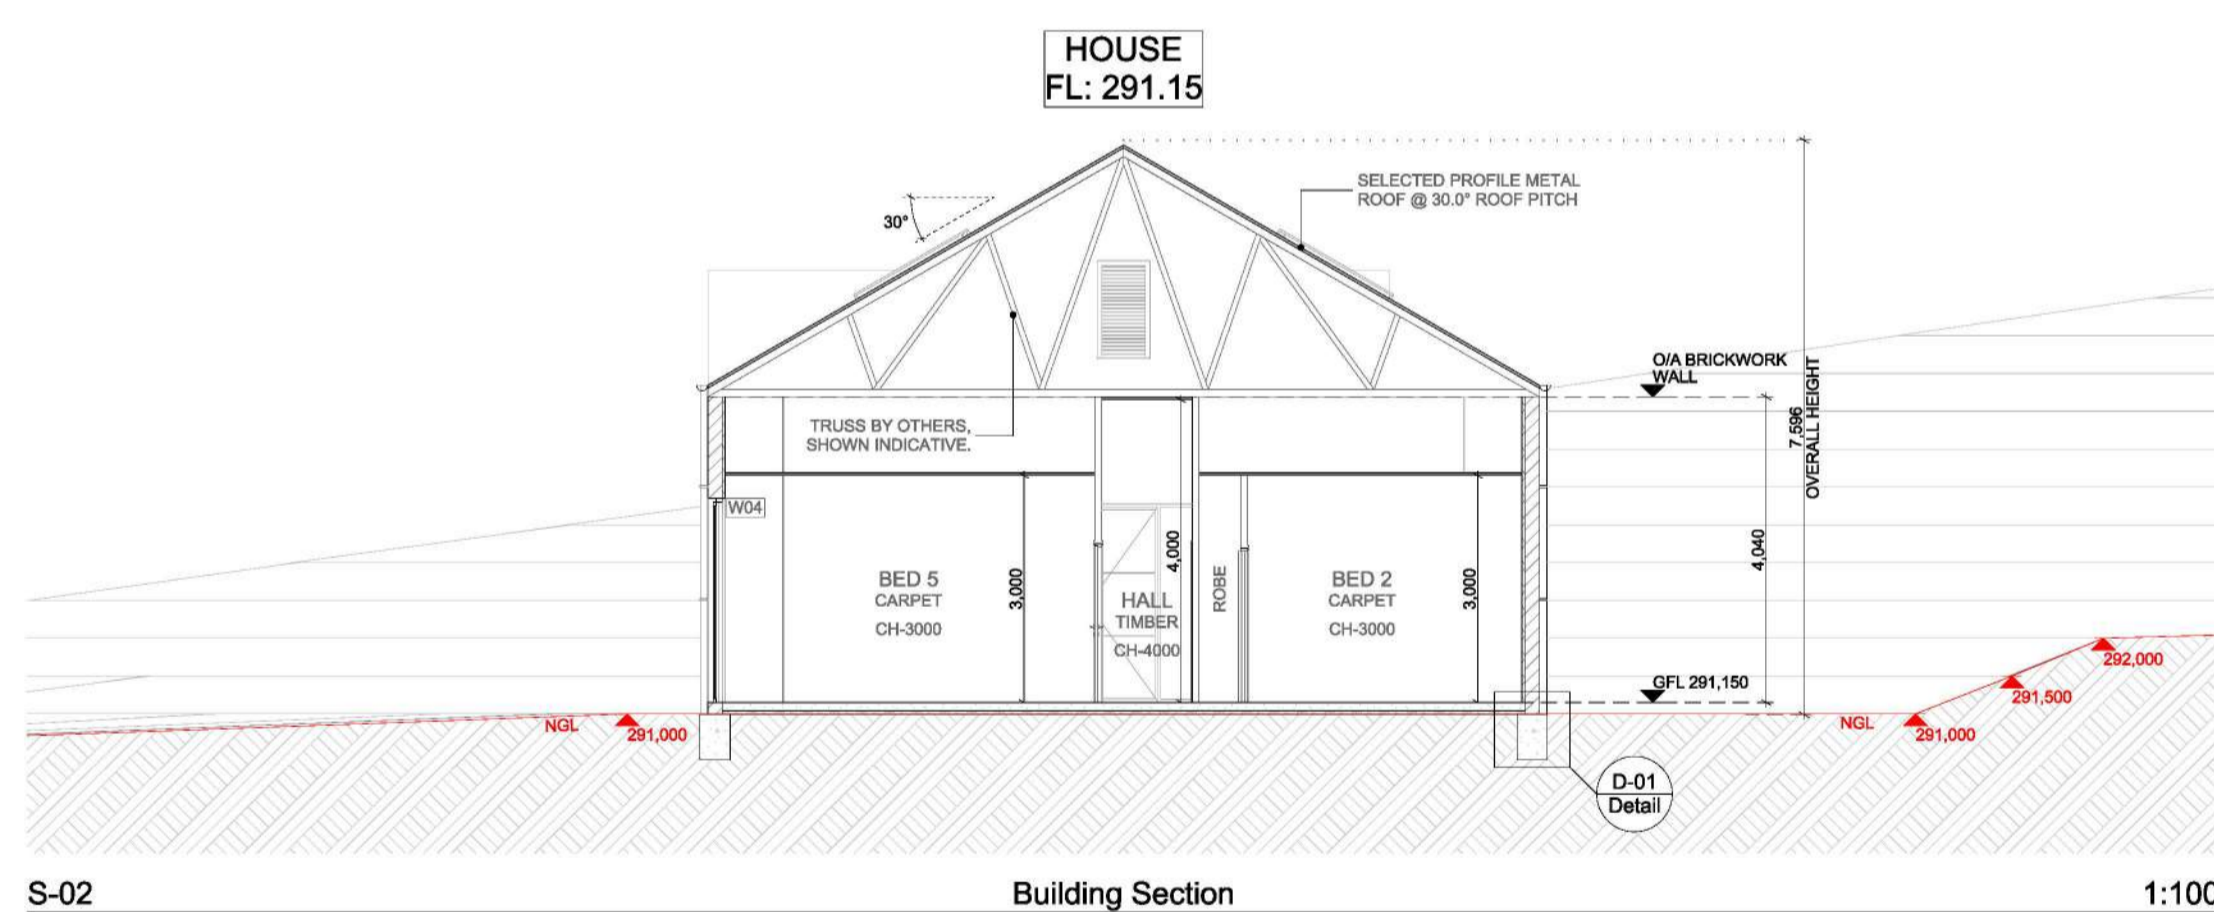 HOUSE
FL: 291.15
SELECTED PROFILE METAL
ROOF @ 30.0° ROOF PITCH
30°
O/A BRICKWORK
WALL
7,596
OVERALL HEIGHT
TRUSS BY OTHERS,
SHOWN INDICATIVE.
W04
4,040
BED 5
CARPET
CH-3000
3,000
4,000
HALL
TIMBER
CH-4000
ROBE
BED 2
CARPET
CH-3000
3,000
GFL 291,150
292,000
291,500
NGL
291,000
NGL
291,000
D-01
Detail
S-02
Building Section
1:100